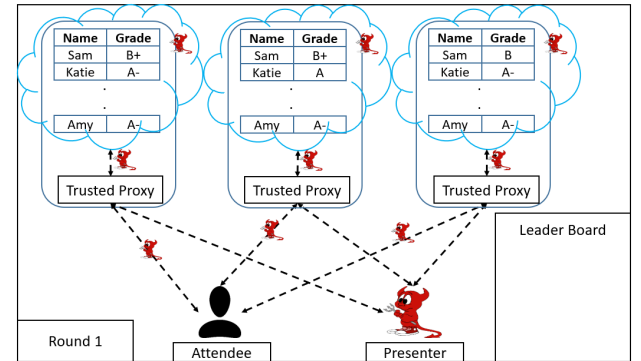 Name Grade
Sam B+
Katie A-
.
.
Amy A-
Trusted Proxy
Name Grade
Sam B+
Katie A
.
.
Amy A-
Trusted Proxy
Name Grade
Sam B
Katie A-
.
.
Amy A-
Trusted Proxy
Leader Board
Round 1
Attendee
Presenter